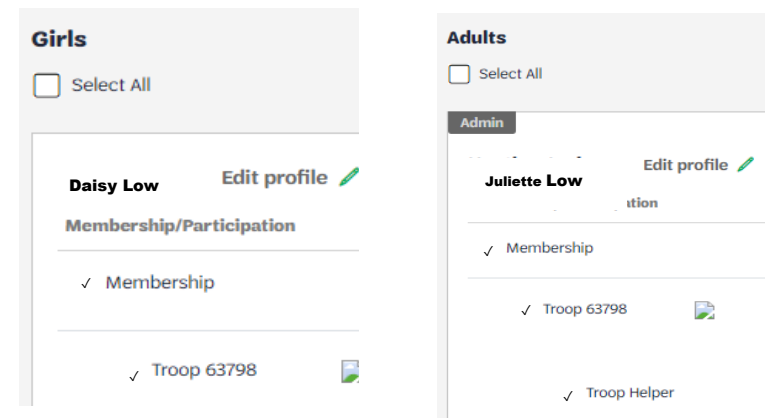 Girls
Select All
Daisy Low
Edit profile
Membership/Participation
✓ Membership
✓ Troop 63798
Adults
Select All
Admin
Edit profile
Juliette Low
✓ Membership
✓ Troop 63798
✓ Troop Helper